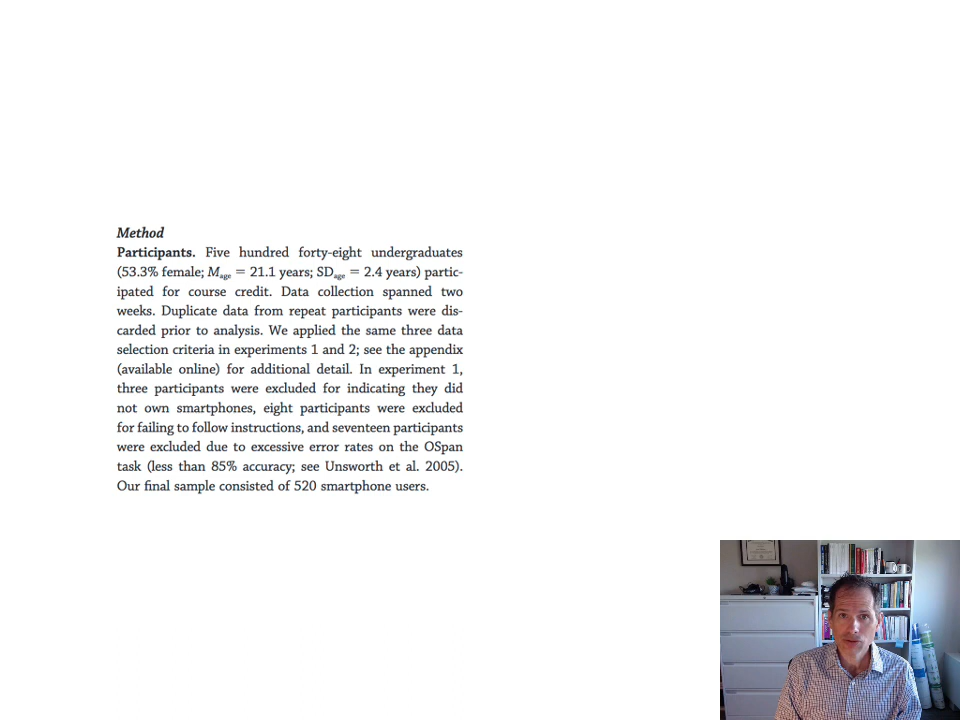 Method
Participants. Five hundred forty-eight undergraduates
(53.3% female; Mage = 21.1 years; SDage = 2.4 years) partic-
ipated for course credit. Data collection spanned two
weeks. Duplicate data from repeat participants were dis-
carded prior to analysis. We applied the same three data
selection criteria in experiments 1 and 2; see the appendix
(available online) for additional detail. In experiment 1,
three participants were excluded for indicating they did
not own smartphones, eight participants were excluded
for failing to follow instructions, and seventeen participants
were excluded due to excessive error rates on the OSpan
task (less than 85% accuracy; see Unsworth et al. 2005).
Our final sample consisted of 520 smartphone users.